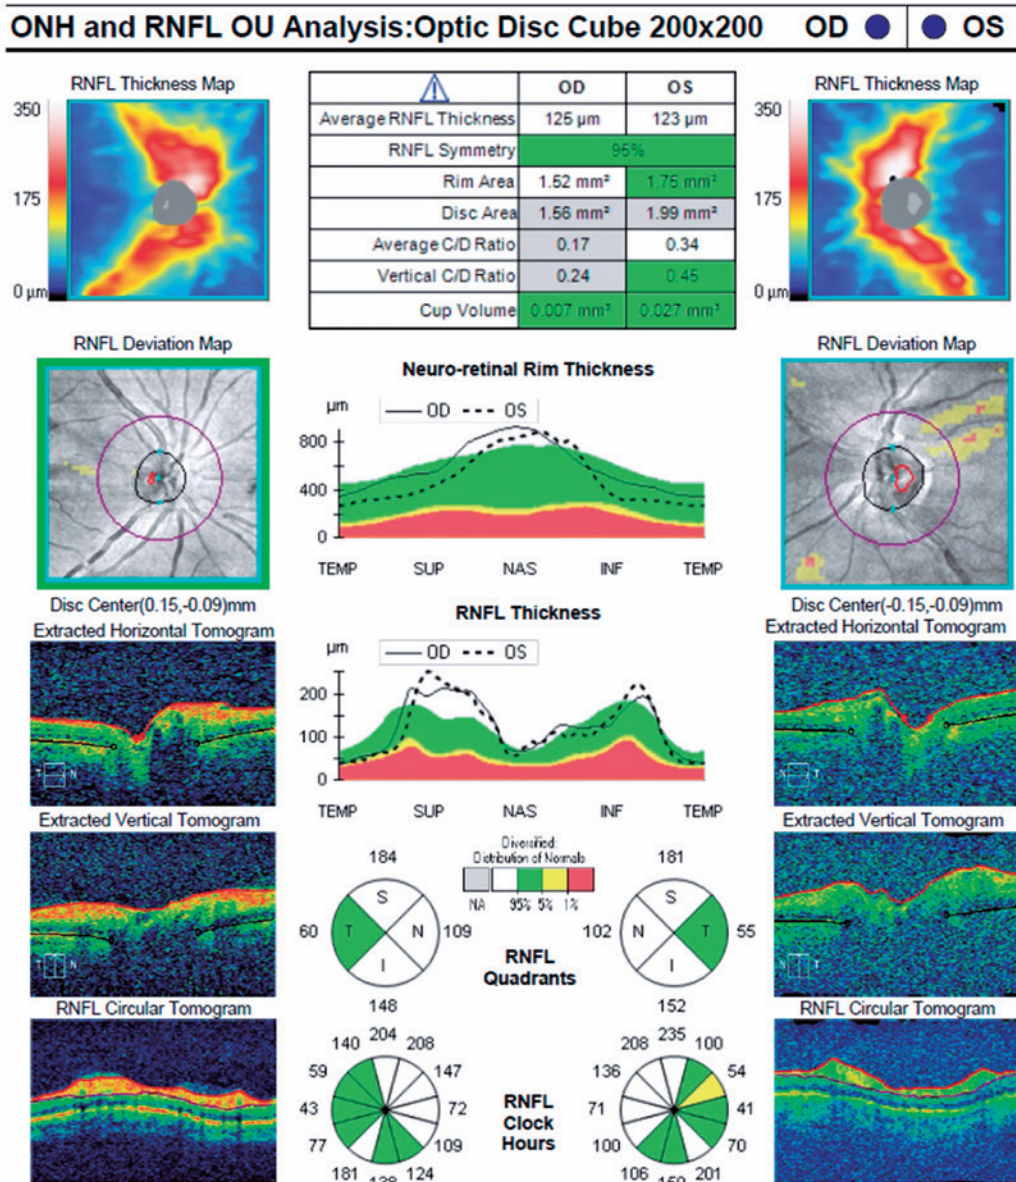 ONH and RNFL OU Analysis:Optic Disc Cube 200x200 OD OS
RNFL Thickness Map
350
175
0 µm
OD OS
Average RNFL Thickness 125 µm 123 µm
RNFL Symmetry 95%
Rim Area 1.52 mm² 1.75 mm²
Disc Area 1.56 mm² 1.99 mm²
Average C/D Ratio 0.17 0.34
Vertical C/D Ratio 0.24 0.45
Cup Volume 0.007 mm³ 0.027 mm³
RNFL Thickness Map
350
175
0 µm
RNFL Deviation Map
Disc Center(0.15,-0.09)mm
Neuro-retinal Rim Thickness
µm
OD OS
800
400
0
TEMP SUP NAS INF TEMP
RNFL Deviation Map
Disc Center(-0.15,-0.09)mm
Extracted Horizontal Tomogram
T N
RNFL Thickness
µm
OD OS
200
100
0
TEMP SUP NAS INF TEMP
Extracted Horizontal Tomogram
N T
Extracted Vertical Tomogram
T N
Diversified:
Distribution of Normals
NA 95% 5% 1%
184
S
60 T N 109
I
148
RNFL
Quadrants
181
S
102 N T 55
I
152
Extracted Vertical Tomogram
N T
RNFL Circular Tomogram
204
140 208
59 147
43 72
77 109
181 124
RNFL
Clock
Hours
235
208 100
136 54
71 41
100 70
106 201
RNFL Circular Tomogram